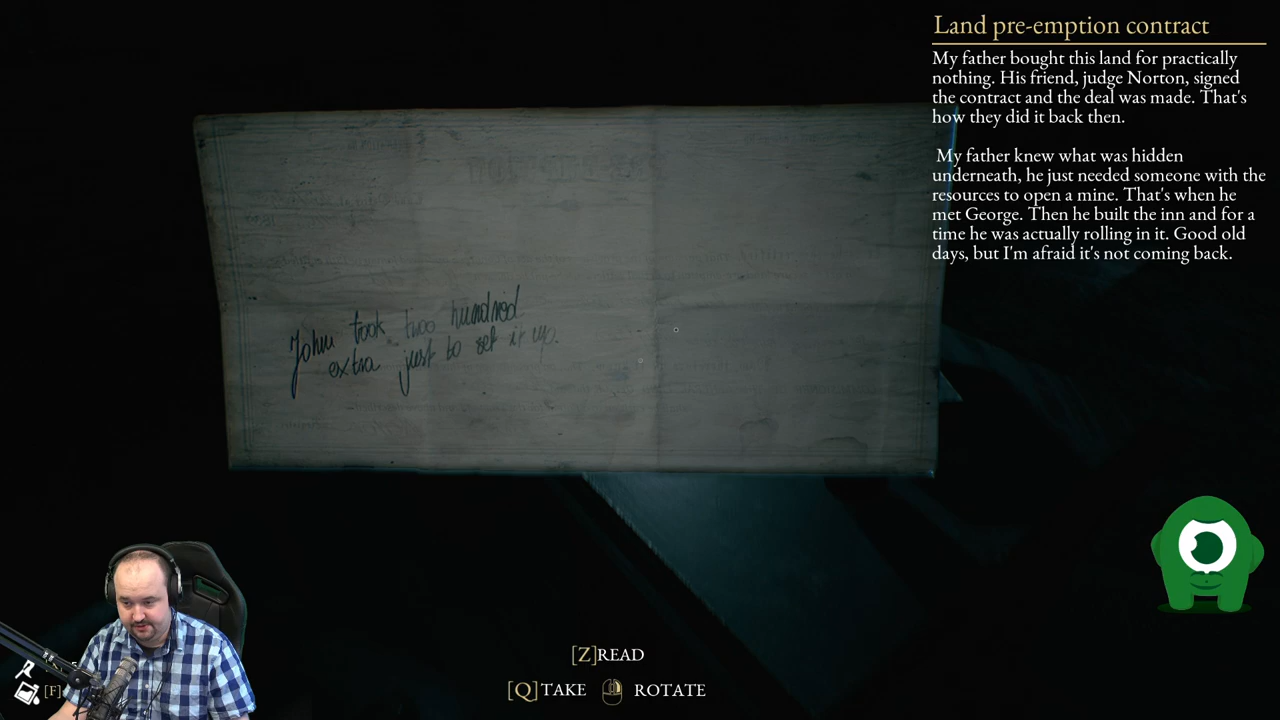 Land pre-emption contract
My father bought this land for practically
nothing. His friend, judge Norton, signed
the contract and the deal was made. That's
how they did it back then.
My father knew what was hidden
underneath, he just needed someone with the
resources to open a mine. That's when he
met George. Then he built the inn and for a
time he was actually rolling in it. Good old
days, but I'm afraid it's not coming back.
John took two hundred
extra just to set it up.
[Z]READ
[Q]TAKE ROTATE
[F]